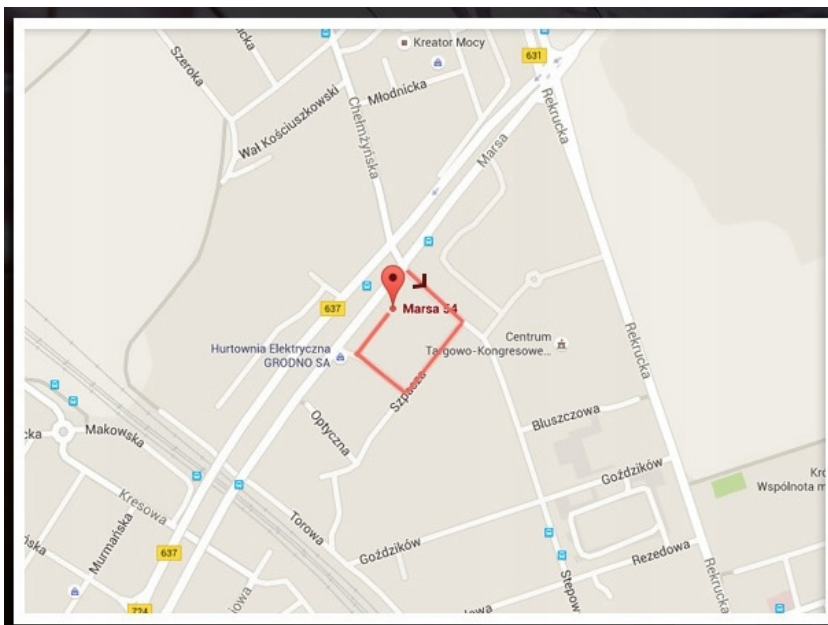 Kreator Mocy
631
Szeroka
Młodnicka
Wał Kościuszkowski
Chełmżyńska
Rekrucka
Marsa
637
Marsa 54
Hurtownia Elektryczna
GRODNO SA
Centrum
Targowo-Kongresowe...
Rekrucka
Szpacza
Optyczna
Bluszczowa
Makowska
Goździków
Kresowa
Torowa
Wspólnota m
Murmańska
637
Goździków
Rezedowa
Rekrucka
724